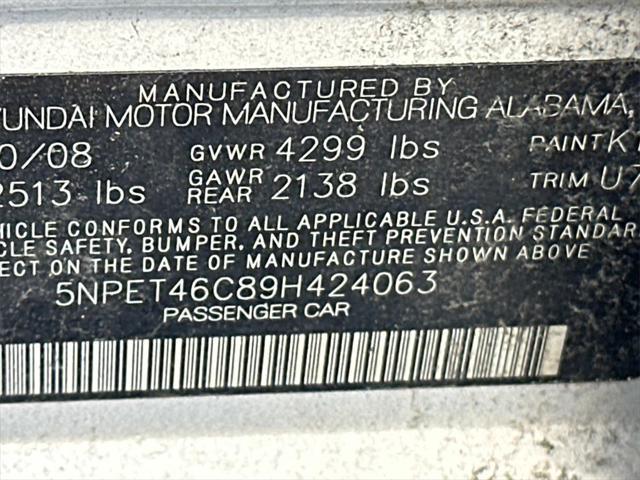 MANUFACTURED BY
YUNDAI MOTOR MANUFACTURING ALABAMA,
0/08 GVWR 4299 lbs PAINT K
2513 lbs GAWR REAR 2138 lbs TRIM U7
HICLE CONFORMS TO ALL APPLICABLE U.S.A. FEDERAL
CLE SAFETY, BUMPER, AND THEFT PREVENTION STANDAR
ECT ON THE DATE OF MANUFACTURE SHOWN ABOVE
5NPET46C89H424063
PASSENGER CAR